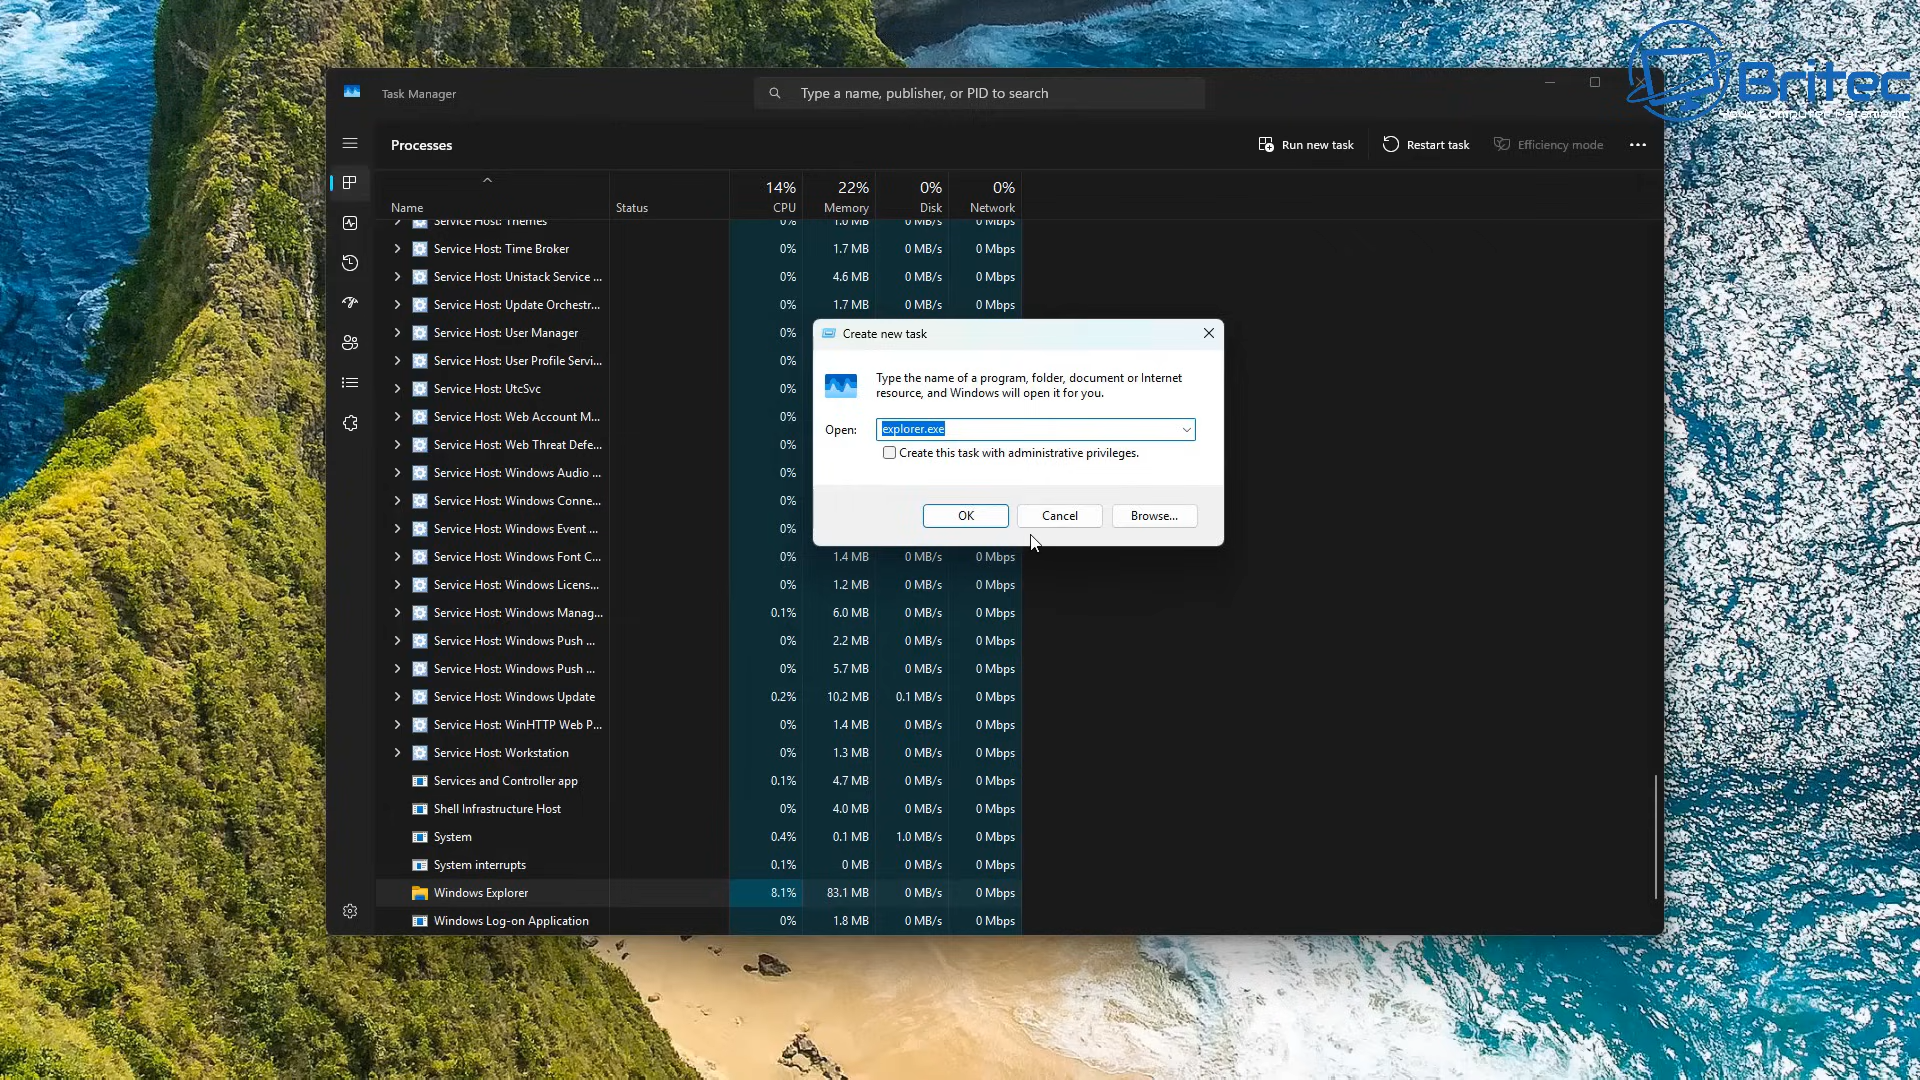 Britec
Your Computer Paramedic
Task Manager
Type a name, publisher, or PID to search
Processes
Run new task
Restart task
Efficiency mode
14% 22% 0% 0%
Name Status CPU Memory Disk Network
Service Host: Themes 0% 1.0 MB 0 MB/s 0 Mbps
Service Host: Time Broker 0% 1.7 MB 0 MB/s 0 Mbps
Service Host: Unistack Service ... 0% 4.6 MB 0 MB/s 0 Mbps
Service Host: Update Orchestr... 0% 1.7 MB 0 MB/s 0 Mbps
Service Host: User Manager 0%
Service Host: User Profile Servi... 0%
Service Host: UtcSvc 0%
Service Host: Web Account M... 0%
Service Host: Web Threat Defe... 0%
Service Host: Windows Audio ... 0%
Service Host: Windows Conne... 0%
Service Host: Windows Event ... 0%
Service Host: Windows Font C... 0% 1.4 MB 0 MB/s 0 Mbps
Service Host: Windows Licens... 0% 1.2 MB 0 MB/s 0 Mbps
Service Host: Windows Manag... 0.1% 6.0 MB 0 MB/s 0 Mbps
Service Host: Windows Push ... 0% 2.2 MB 0 MB/s 0 Mbps
Service Host: Windows Push ... 0% 5.7 MB 0 MB/s 0 Mbps
Service Host: Windows Update 0.2% 10.2 MB 0.1 MB/s 0 Mbps
Service Host: WinHTTP Web P... 0% 1.4 MB 0 MB/s 0 Mbps
Service Host: Workstation 0% 1.3 MB 0 MB/s 0 Mbps
Services and Controller app 0.1% 4.7 MB 0 MB/s 0 Mbps
Shell Infrastructure Host 0% 4.0 MB 0 MB/s 0 Mbps
System 0.4% 0.1 MB 1.0 MB/s 0 Mbps
System interrupts 0.1% 0 MB 0 MB/s 0 Mbps
Windows Explorer 8.1% 83.1 MB 0 MB/s 0 Mbps
Windows Log-on Application 0% 1.8 MB 0 MB/s 0 Mbps
Create new task
Type the name of a program, folder, document or Internet
resource, and Windows will open it for you.
Open: explorer.exe
Create this task with administrative privileges.
OK Cancel Browse...